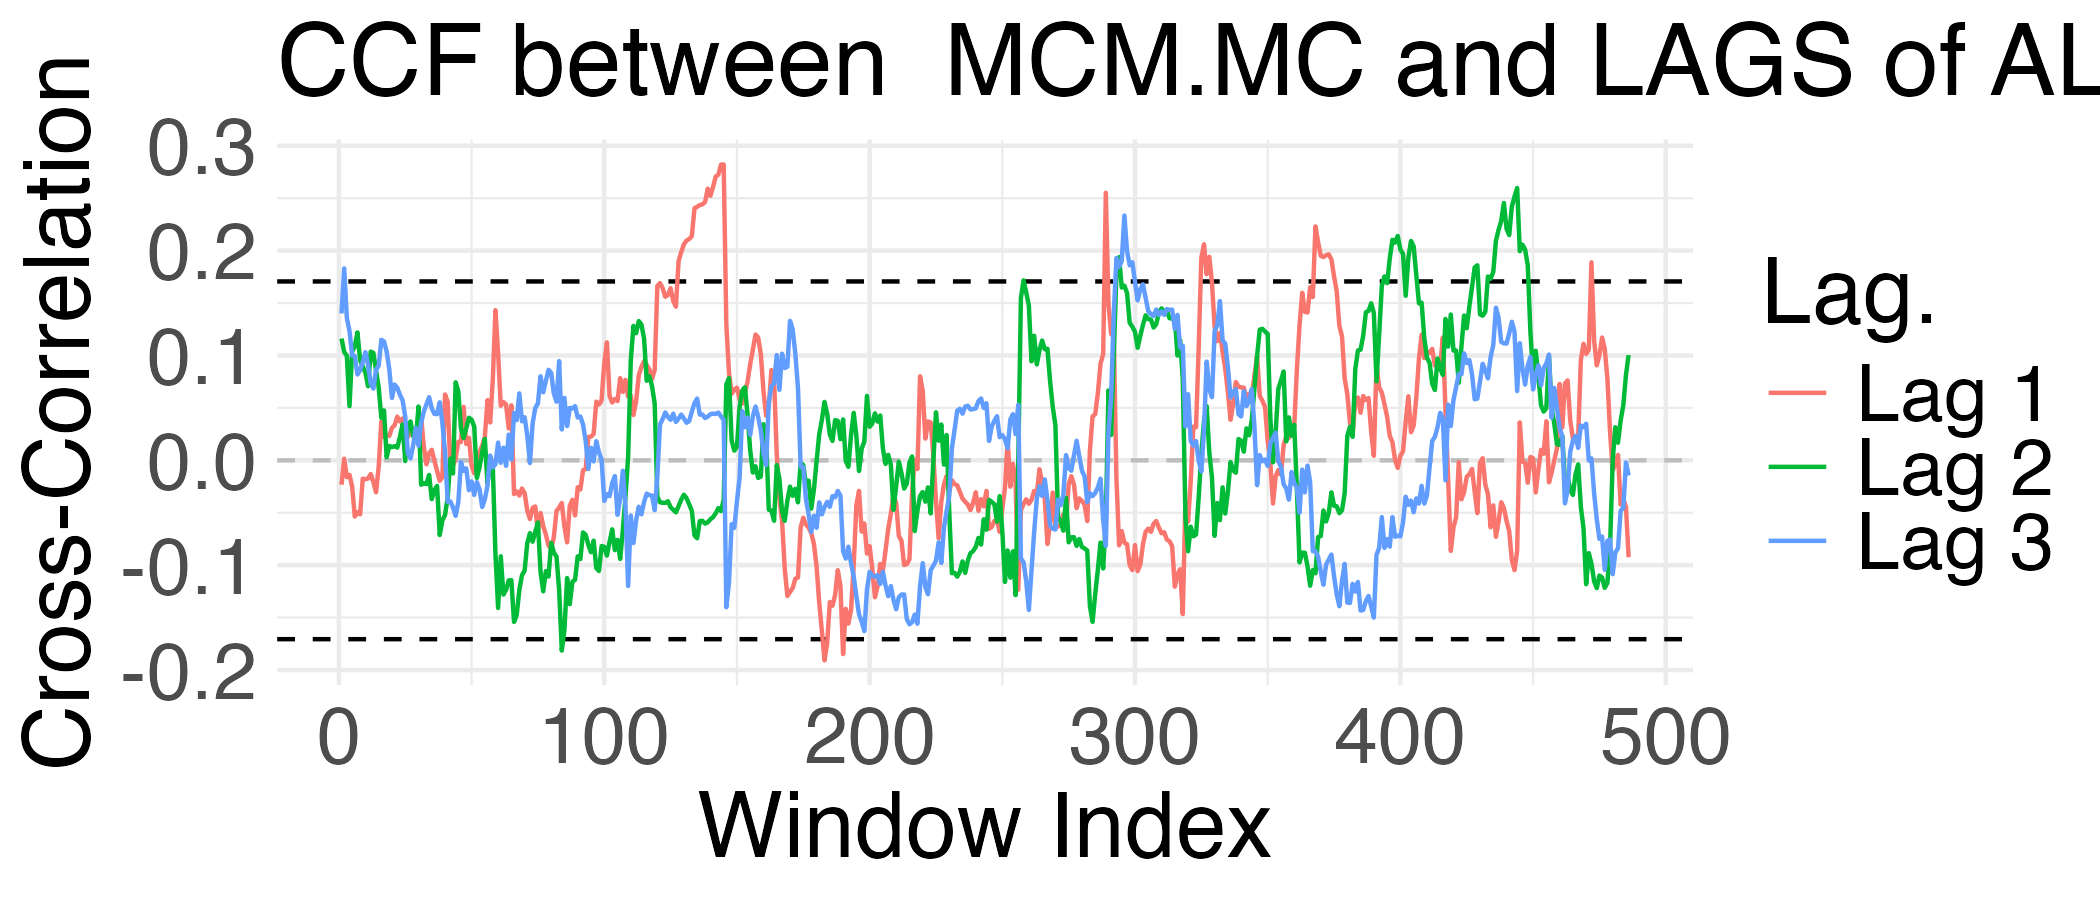 CCF between  MCM.MC and LAGS of AL
Cross-Correlation
0.3
0.2
0.1
0.0
-0.1
-0.2
0 100 200 300 400 500
Window Index
Lag.
Lag 1
Lag 2
Lag 3